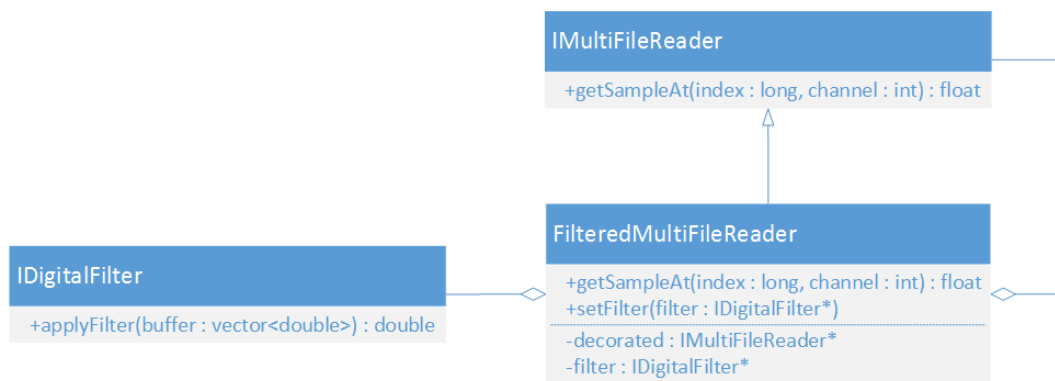 IMultiFileReader
+getSampleAt(index : long, channel : int) : float
FilteredMultiFileReader
+getSampleAt(index : long, channel : int) : float
+setFilter(filter : IDigitalFilter*)
-decorated : IMultiFileReader*
-filter : IDigitalFilter*
IDigitalFilter
+applyFilter(buffer : vector<double>) : double